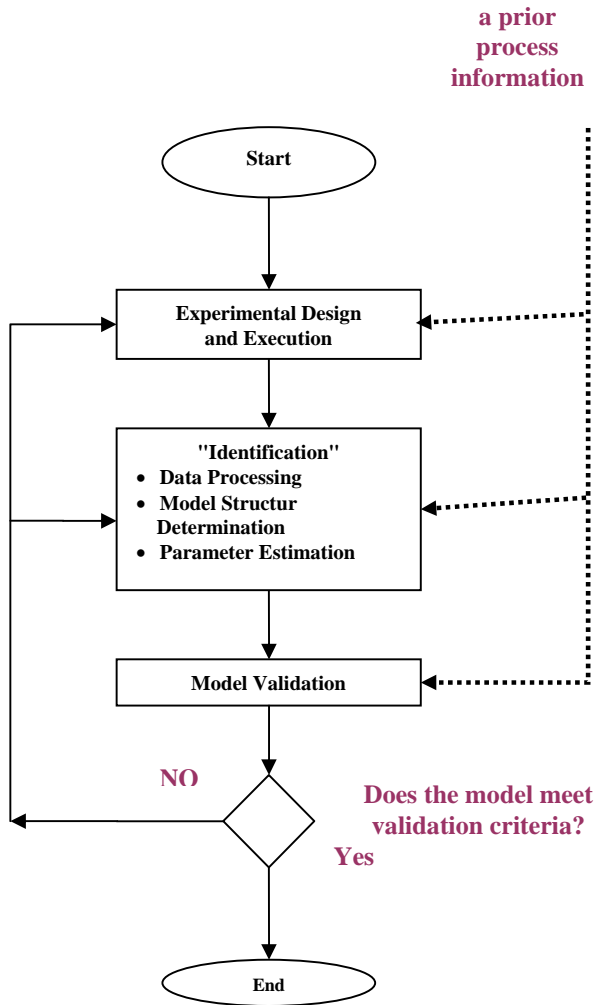 a prior
process
information
Start
Experimental Design
and Execution
"Identification"
• Data Processing
• Model Structur
Determination
• Parameter Estimation
Model Validation
NO
Does the model meet
validation criteria?
Yes
End